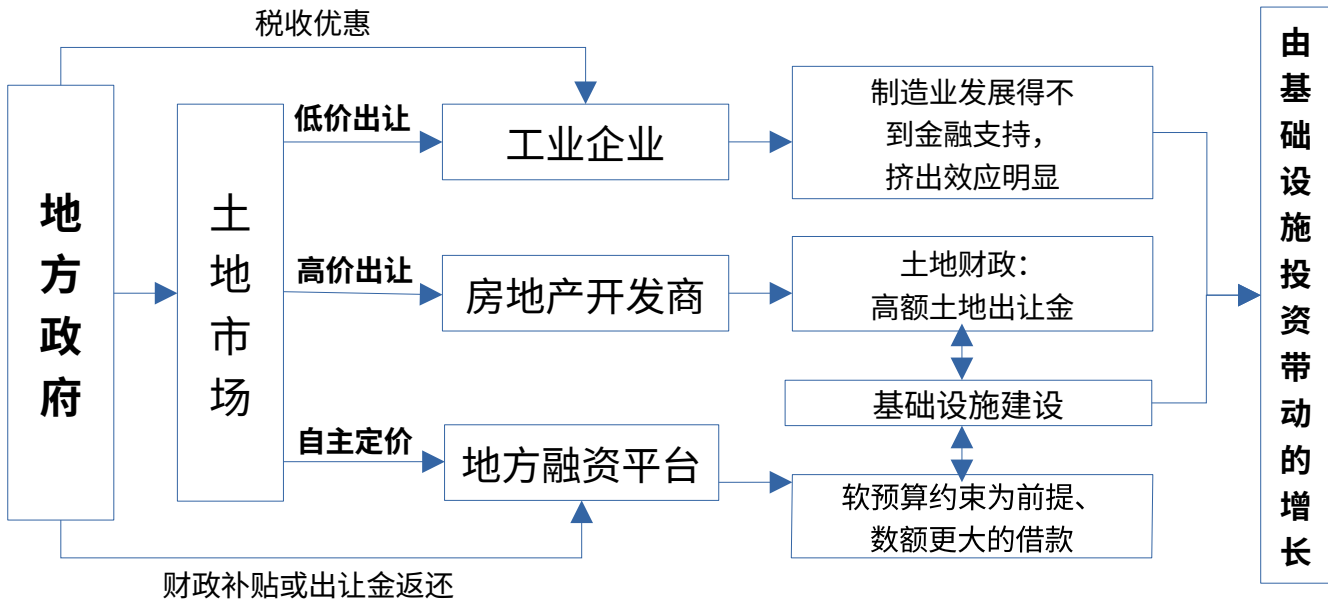 税收优惠
地方政府
土地市场
低价出让
工业企业
制造业发展得不
到金融支持，
挤出效应明显
高价出让
房地产开发商
土地财政：
高额土地出让金
基础设施建设
自主定价
地方融资平台
软预算约束为前提、
数额更大的借款
财政补贴或出让金返还
由基础设施投资带动的增长